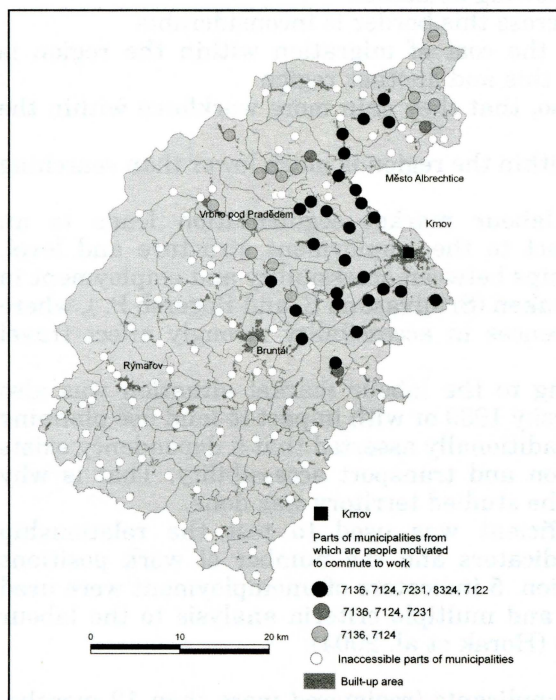 Město Albrechtice
Vrbno pod Pradědem
Krnov
Bruntál
Rýmařov
Krnov
Parts of municipalities from
which are people motivated
to commute to work
7136, 7124, 7231, 8324, 7122
7136, 7124, 7231
7136, 7124
0 10 20 km
Inaccessible parts of municipalities
Built-up area